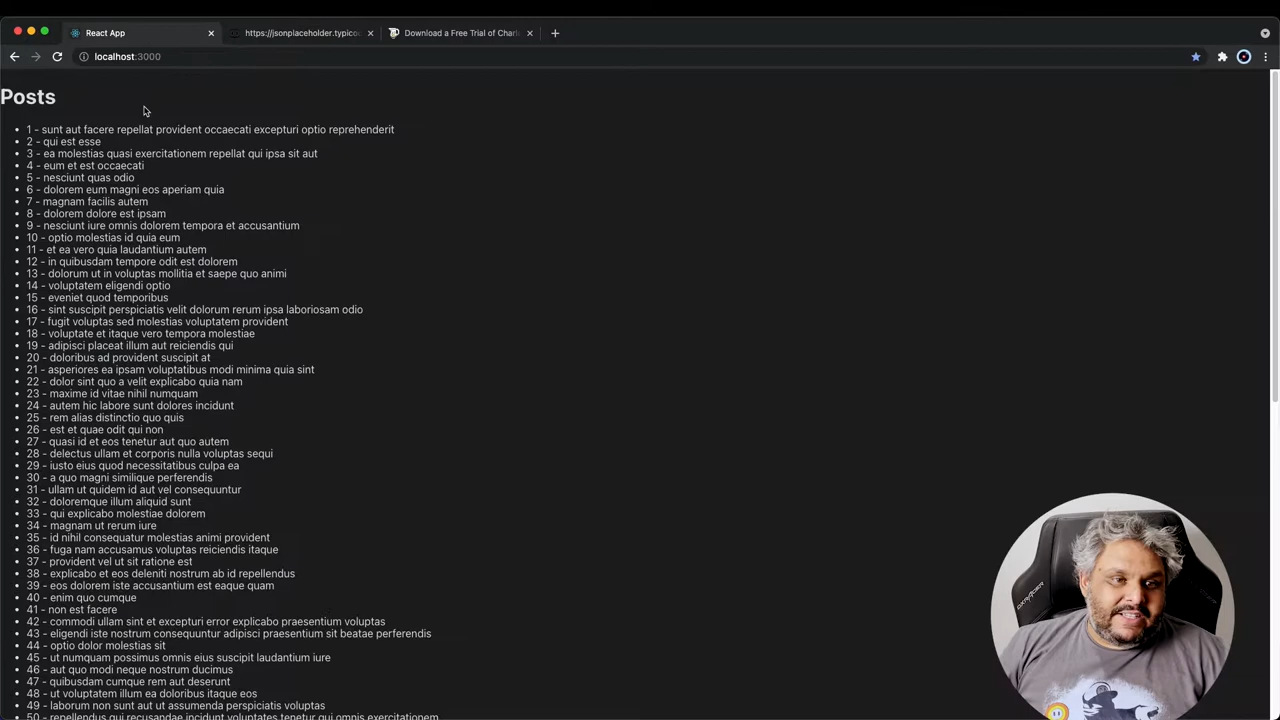 React App
https://jsonplaceholder.typico
Download a Free Trial of Charl
localhost:3000
Posts
1 - sunt aut facere repellat provident occaecati excepturi optio reprehenderit
2 - qui est esse
3 - ea molestias quasi exercitationem repellat qui ipsa sit aut
4 - eum et est occaecati
5 - nesciunt quas odio
6 - dolorem eum magni eos aperiam quia
7 - magnam facilis autem
8 - dolorem dolore est ipsam
9 - nesciunt iure omnis dolorem tempora et accusantium
10 - optio molestias id quia eum
11 - et ea vero quia laudantium autem
12 - in quibusdam tempore odit est dolorem
13 - dolorum ut in voluptas mollitia et saepe quo animi
14 - voluptatem eligendi optio
15 - eveniet quod temporibus
16 - sint suscipit perspiciatis velit dolorum rerum ipsa laboriosam odio
17 - fugit voluptas sed molestias voluptatem provident
18 - voluptate et itaque vero tempora molestiae
19 - adipisci placeat illum aut reiciendis qui
20 - doloribus ad provident suscipit at
21 - asperiores ea ipsam voluptatibus modi minima quia sint
22 - dolor sint quo a velit explicabo quia nam
23 - maxime id vitae nihil numquam
24 - autem hic labore sunt dolores incidunt
25 - rem alias distinctio quo quis
26 - est et quae odit qui non
27 - quasi id et eos tenetur aut quo autem
28 - delectus ullam et corporis nulla voluptas sequi
29 - iusto eius quod necessitatibus culpa ea
30 - a quo magni similique perferendis
31 - ullam ut quidem id aut vel consequuntur
32 - doloremque illum aliquid sunt
33 - qui explicabo molestiae dolorem
34 - magnam ut rerum iure
35 - id nihil consequatur molestias animi provident
36 - fuga nam accusamus voluptas reiciendis itaque
37 - provident vel ut sit ratione est
38 - explicabo et eos deleniti nostrum ab id repellendus
39 - eos dolorem iste accusantium est eaque quam
40 - enim quo cumque
41 - non est facere
42 - commodi ullam sint et excepturi error explicabo praesentium voluptas
43 - eligendi iste nostrum consequuntur adipisci praesentium sit beatae perferendis
44 - optio dolor molestias sit
45 - ut numquam possimus omnis eius suscipit laudantium iure
46 - aut quo modi neque nostrum ducimus
47 - quibusdam cumque rem aut deserunt
48 - ut voluptatem illum ea doloribus itaque eos
49 - laborum non sunt aut ut assumenda perspiciatis voluptas
50 - repellendus qui recusandae incidunt voluptates tenetur qui omnis exercitationem